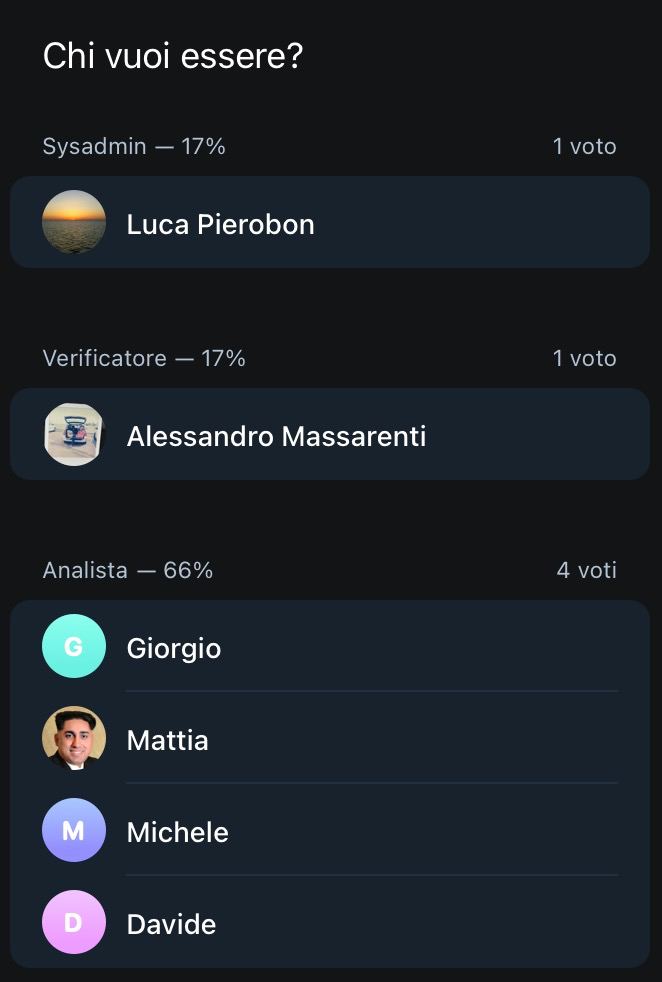 Chi vuoi essere?
Sysadmin — 17% 1 voto
Luca Pierobon
Verificatore — 17% 1 voto
Alessandro Massarenti
Analista — 66% 4 voti
G Giorgio
Mattia
M Michele
D Davide